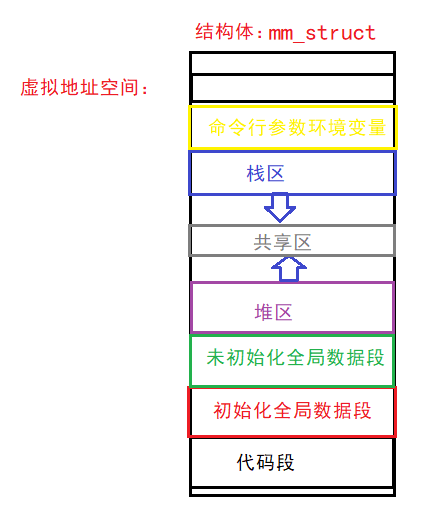 结构体：mm_struct
虚拟地址空间：
命令行参数环境变量
栈区
共享区
堆区
未初始化全局数据段
初始化全局数据段
代码段